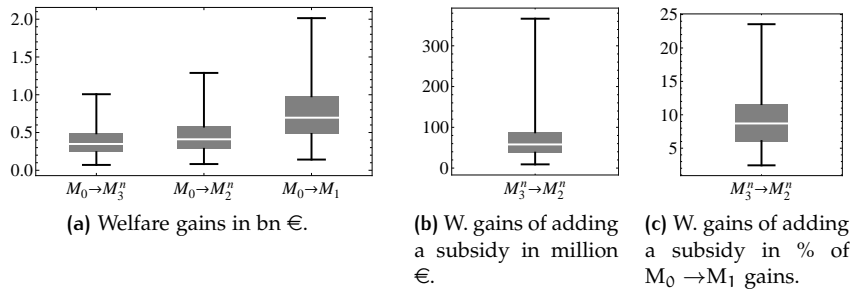 2.0
1.5
1.0
0.5
0.0
M₀→M₃ⁿ
M₀→M₂ⁿ
M₀→M₁
(a) Welfare gains in bn €.
300
200
100
0
M₃ⁿ→M₂ⁿ
(b) W. gains of adding
a subsidy in million
€.
25
20
15
10
5
M₃ⁿ→M₂ⁿ
(c) W. gains of adding
a subsidy in % of
M₀ →M₁ gains.